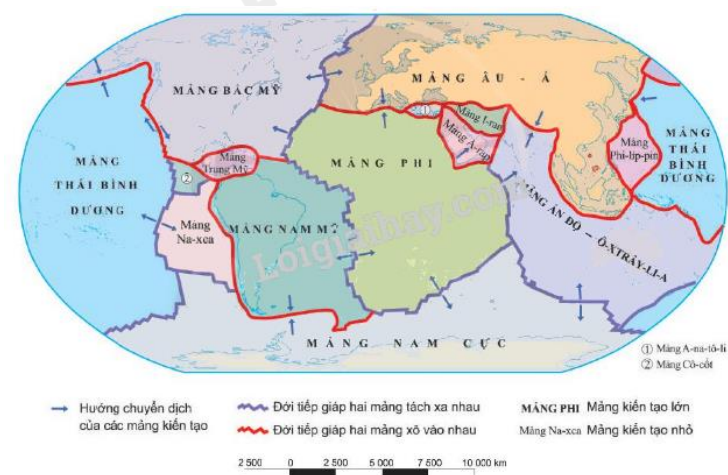 MẢNG BẮC MỸ
MẢNG ÂU - Á
①
Mảng I-ran
Mảng A-rap
Mảng
Trung Mỹ
②
MẢNG PHI
Mảng
Phi-líp-pin
MẢNG
THÁI BÌNH
DƯƠNG
MẢNG
THÁI BÌNH
DƯƠNG
Mảng
Na-xca
MẢNG NAM MỸ
MẢNG ẤN ĐỘ – Ô-XTRÂY-LI-A
Loigiaihay.com
MẢNG NAM CỰC
① Mảng A-na-tô-li
② Mảng Cô-cốt
Hướng chuyển dịch
của các mảng kiến tạo
Đới tiếp giáp hai mảng tách xa nhau
Đới tiếp giáp hai mảng xô vào nhau
MẢNG PHI Mảng kiến tạo lớn
Mảng Na-xca Mảng kiến tạo nhỏ
2 500 0 2 500 5 000 7 500 10 000 km